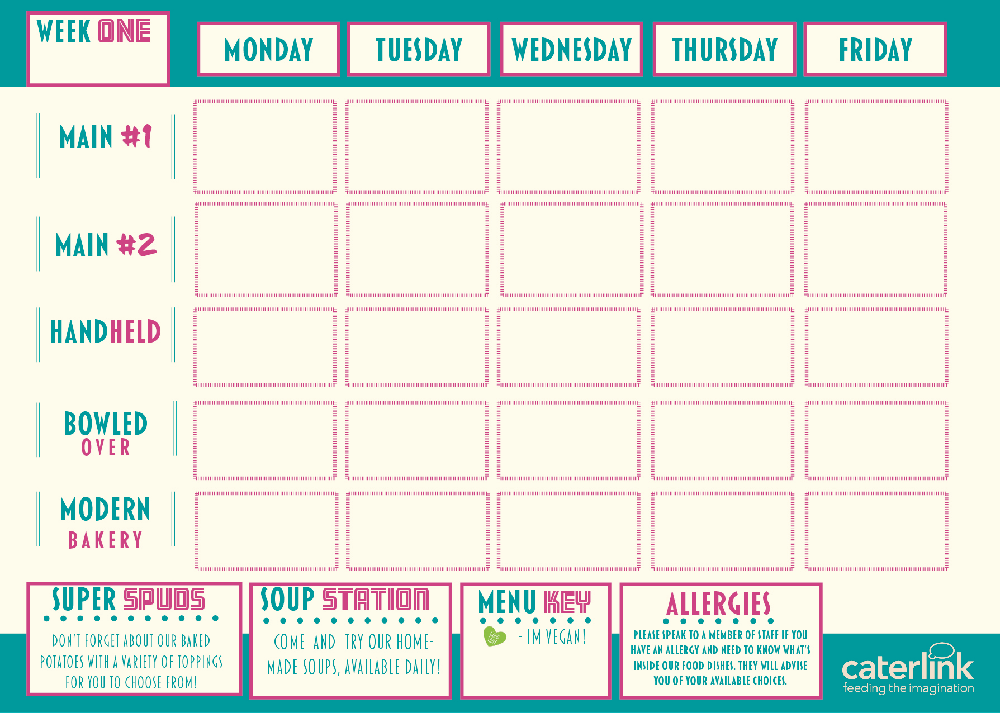 WEEK ONE
MONDAY
TUESDAY
WEDNESDAY
THURSDAY
FRIDAY
MAIN #1
MAIN #2
HANDHELD
BOWLED
OVER
MODERN
BAKERY
SUPER SPUDS
DON'T FORGET ABOUT OUR BAKED
POTATOES WITH A VARIETY OF TOPPINGS
FOR YOU TO CHOOSE FROM!
SOUP STATION
COME AND TRY OUR HOME-
MADE SOUPS, AVAILABLE DAILY!
MENU KEY
GOOD
STUFF
- IM VEGAN!
ALLERGIES
PLEASE SPEAK TO A MEMBER OF STAFF IF YOU
HAVE AN ALLERGY AND NEED TO KNOW WHAT'S
INSIDE OUR FOOD DISHES. THEY WILL ADVISE
YOU OF YOUR AVAILABLE CHOICES.
caterlink
feeding the imagination